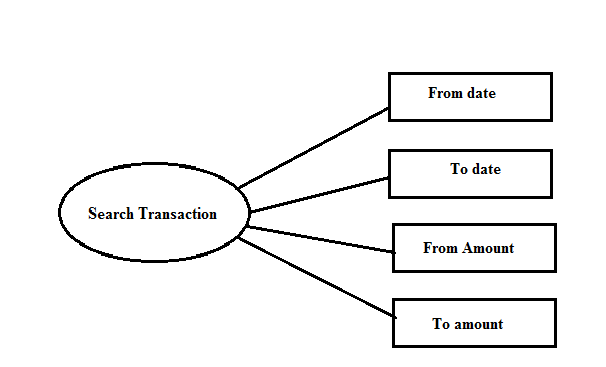 From date
To date
Search Transaction
From Amount
To amount